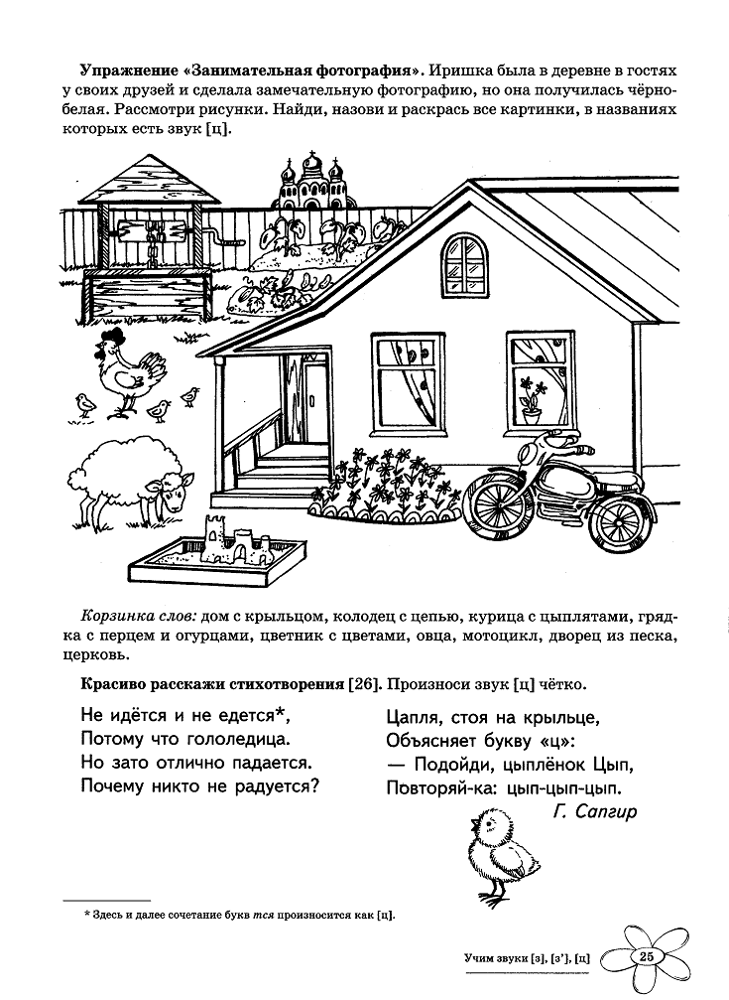 Упражнение «Занимательная фотография». Иришка была в деревне в гостях
у своих друзей и сделала замечательную фотографию, но она получилась чёрно-
белая. Рассмотри рисунки. Найди, назови и раскрась все картинки, в названиях
которых есть звук [ц].
Корзинка слов: дом с крыльцом, колодец с цепью, курица с цыплятами, гряд-
ка с перцем и огурцами, цветник с цветами, овца, мотоцикл, дворец из песка,
церковь.
Красиво расскажи стихотворения [26]. Произноси звук [ц] чётко.
Не идётся и не едется*,
Потому что гололедица.
Но зато отлично падается.
Почему никто не радуется?
Цапля, стоя на крыльце,
Объясняет букву «ц»:
— Подойди, цыплёнок Цып,
Повторяй-ка: цып-цып-цып.
Г. Сапгир
* Здесь и далее сочетание букв тся произносится как [ц].
Учим звуки [з], [з’], [ц]
25